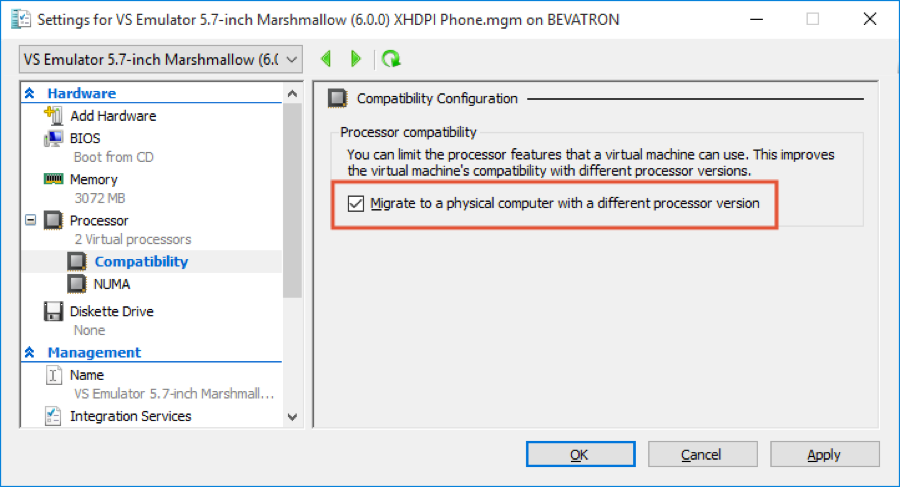 Settings for VS Emulator 5.7-inch Marshmallow (6.0.0) XHDPI Phone.mgm on BEVATRON
VS Emulator 5.7-inch Marshmallow (6.(
Hardware
Add Hardware
BIOS
Boot from CD
Memory
3072 MB
Processor
2 Virtual processors
Compatibility
NUMA
Diskette Drive
None
Management
Name
VS Emulator 5.7-inch Marshmall...
Integration Services
Compatibility Configuration
Processor compatibility
You can limit the processor features that a virtual machine can use. This improves
the virtual machine's compatibility with different processor versions.
Migrate to a physical computer with a different processor version
OK
Cancel
Apply